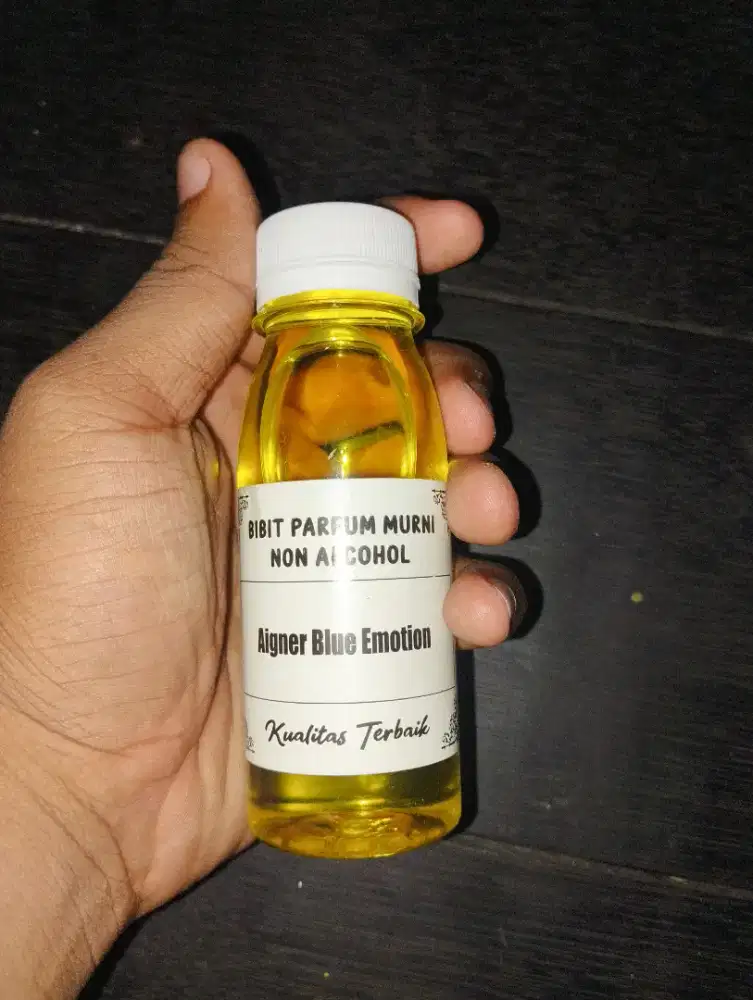 BIBIT PARFUM MURNI
NON ALCOHOL
Aigner Blue Emotion
Kualitas Terbaik